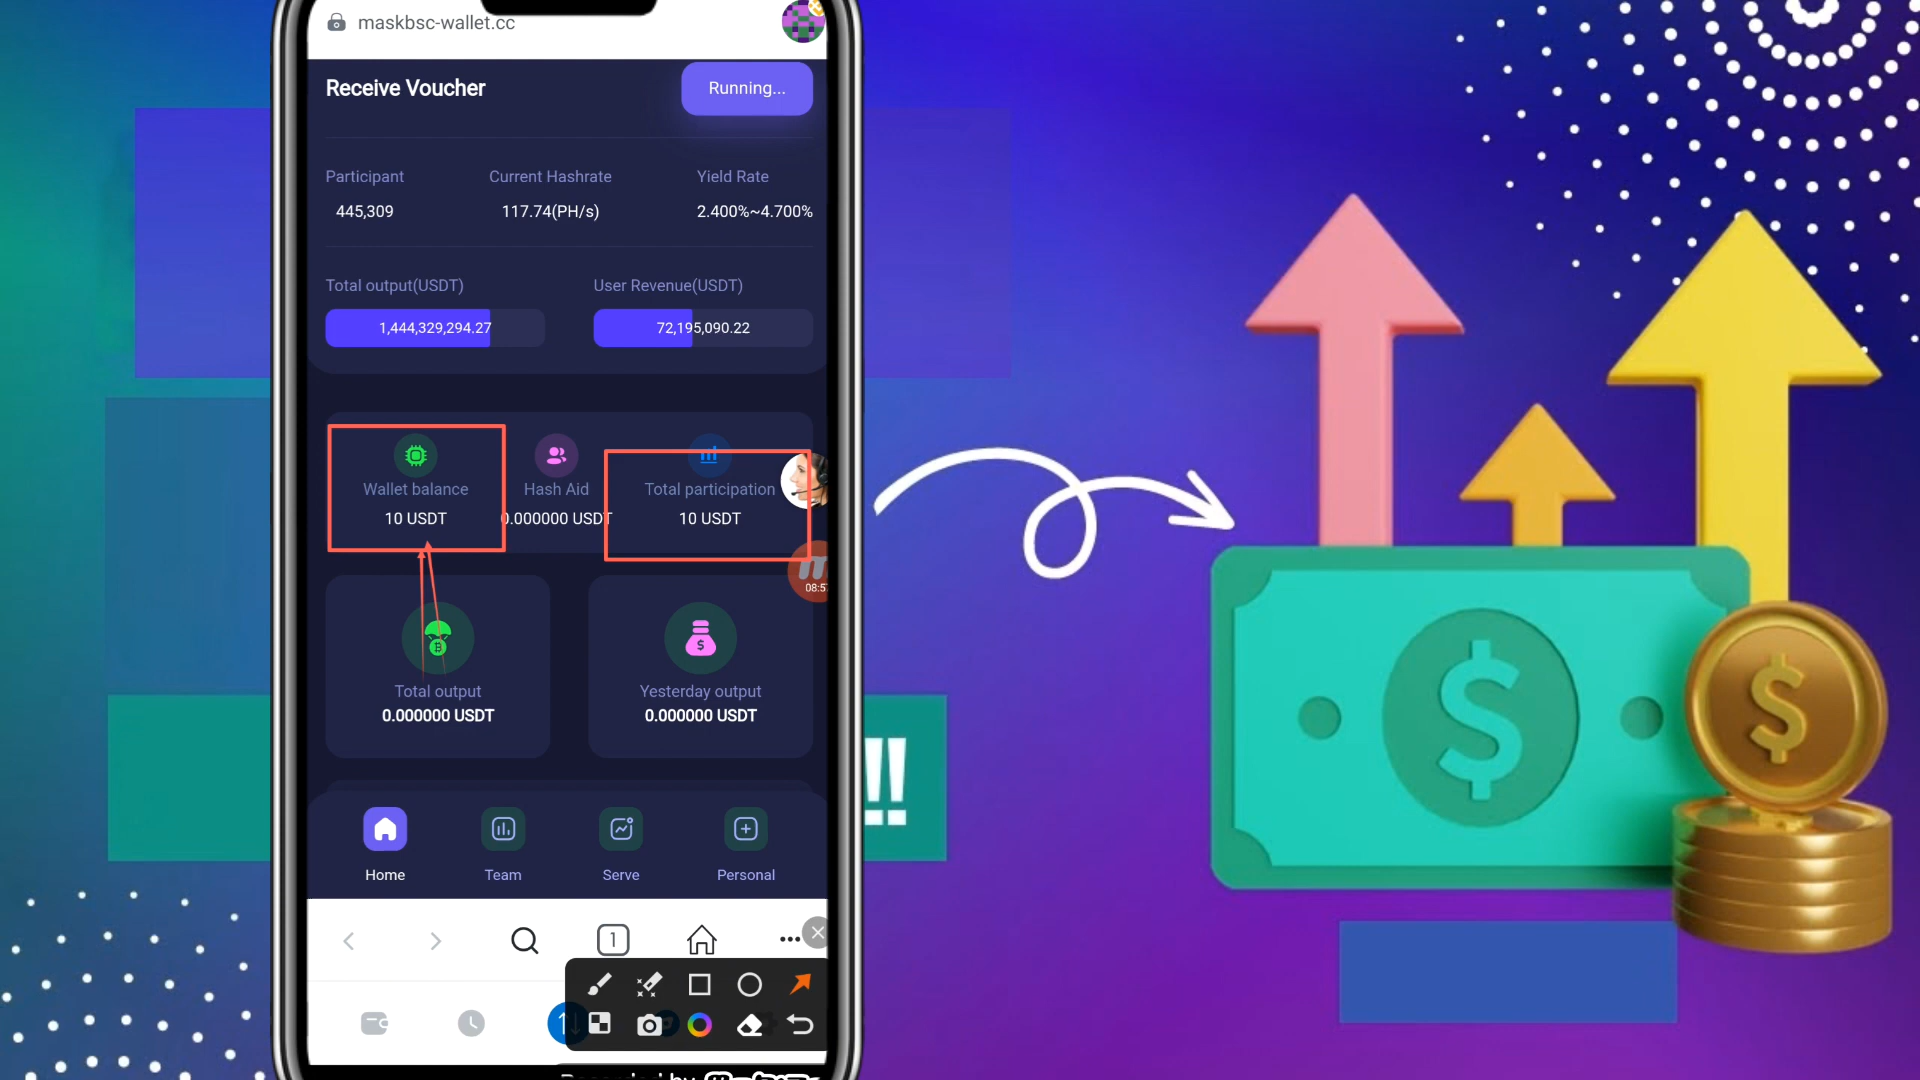 maskbsc-wallet.cc
Receive Voucher
Running...
Participant Current Hashrate Yield Rate
445,309 117.74(PH/s) 2.400%~4.700%
Total output(USDT) User Revenue(USDT)
1,444,329,294.27 72,195,090.22
Wallet balance Hash Aid Total participation
10 USDT 0.000000 USDT 10 USDT
08:5
Total output Yesterday output
0.000000 USDT 0.000000 USDT
!!
Home Team Serve Personal
1